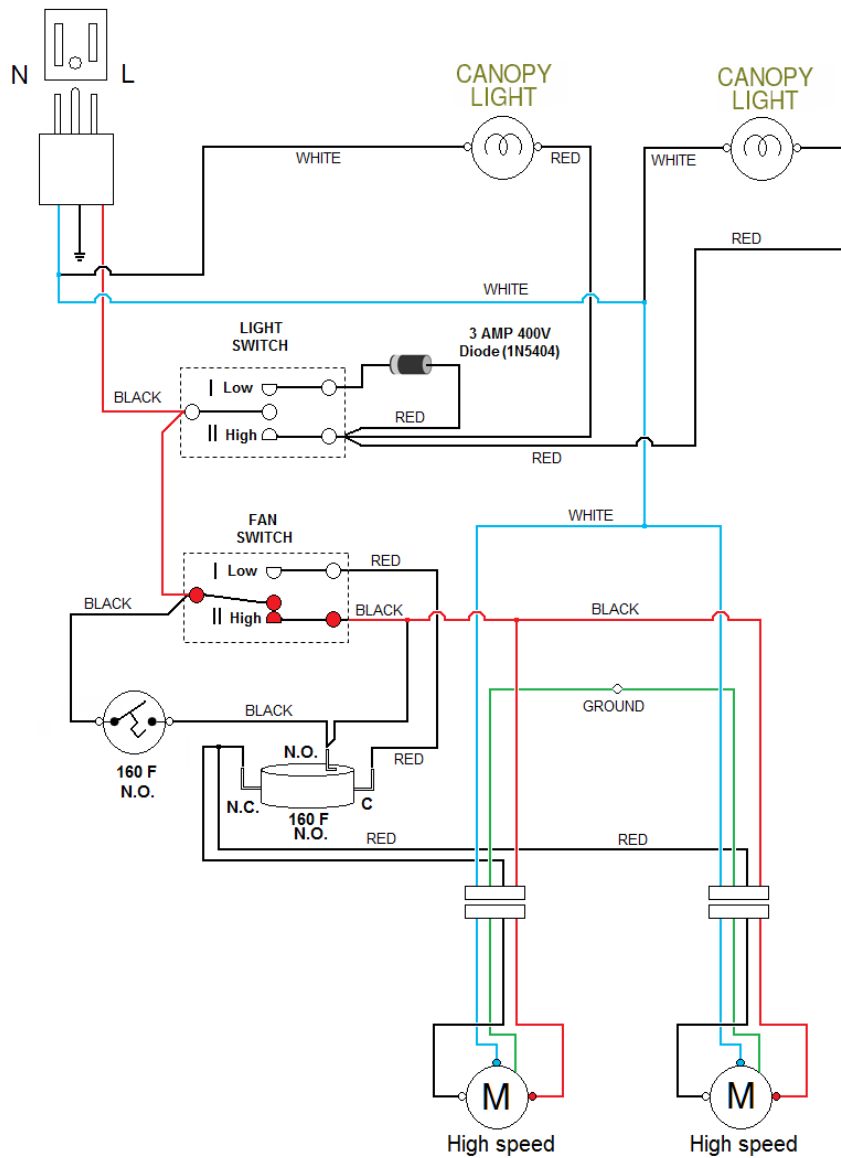 N
L
CANOPY
LIGHT
CANOPY
LIGHT
WHITE
RED
WHITE
RED
WHITE
LIGHT
SWITCH
3 AMP 400V
Diode (1N5404)
I Low
BLACK
RED
II High
RED
WHITE
FAN
SWITCH
I Low
RED
BLACK
II High
BLACK
BLACK
GROUND
BLACK
N.O.
RED
160 F
N.O.
N.C.
C
160 F
N.O.
RED
RED
M
M
High speed
High speed